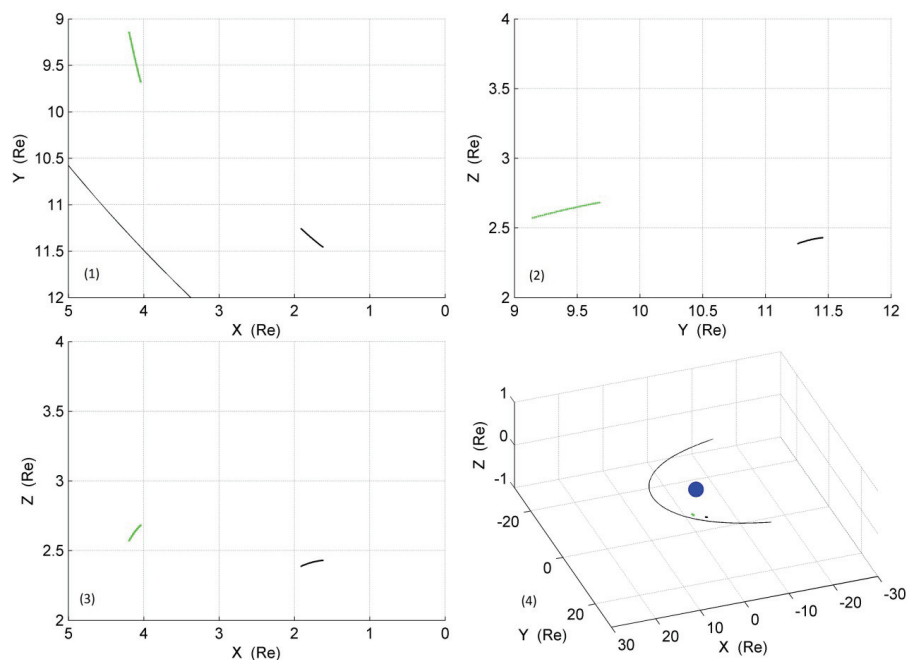 9
9.5
10
10.5
11
11.5
12
Y (Re)
(1)
5 4 3 2 1 0
X (Re)
4
3.5
3
2.5
2
Z (Re)
(2)
9 9.5 10 10.5 11 11.5 12
Y (Re)
4
3.5
3
2.5
2
Z (Re)
(3)
5 4 3 2 1 0
X (Re)
1
0
-1
Z (Re)
-20
0
20
Y (Re)
(4)
30 20 10 0 -10 -20 -30
X (Re)